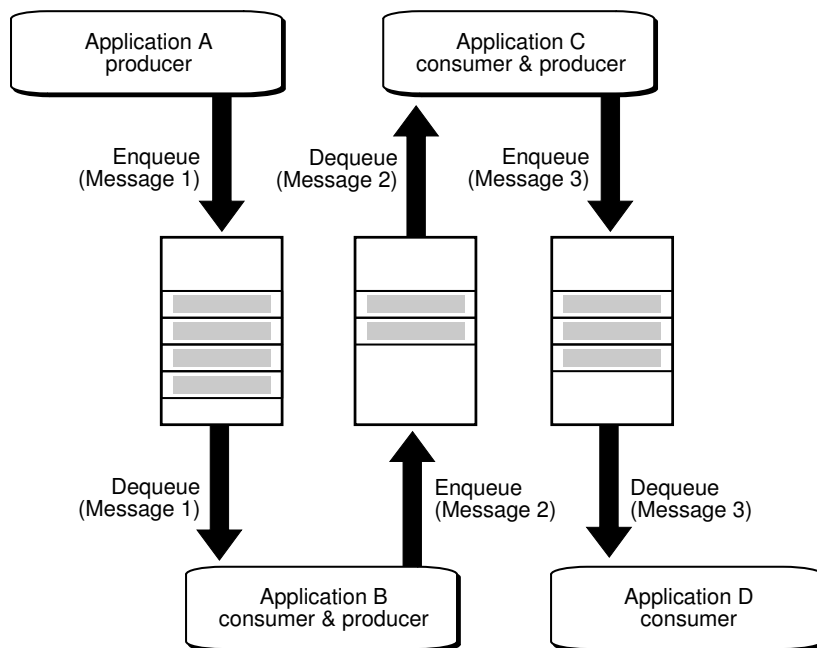 Application A
producer
Application C
consumer & producer
Enqueue
(Message 1)
Dequeue
(Message 2)
Enqueue
(Message 3)
Dequeue
(Message 1)
Enqueue
(Message 2)
Dequeue
(Message 3)
Application B
consumer & producer
Application D
consumer